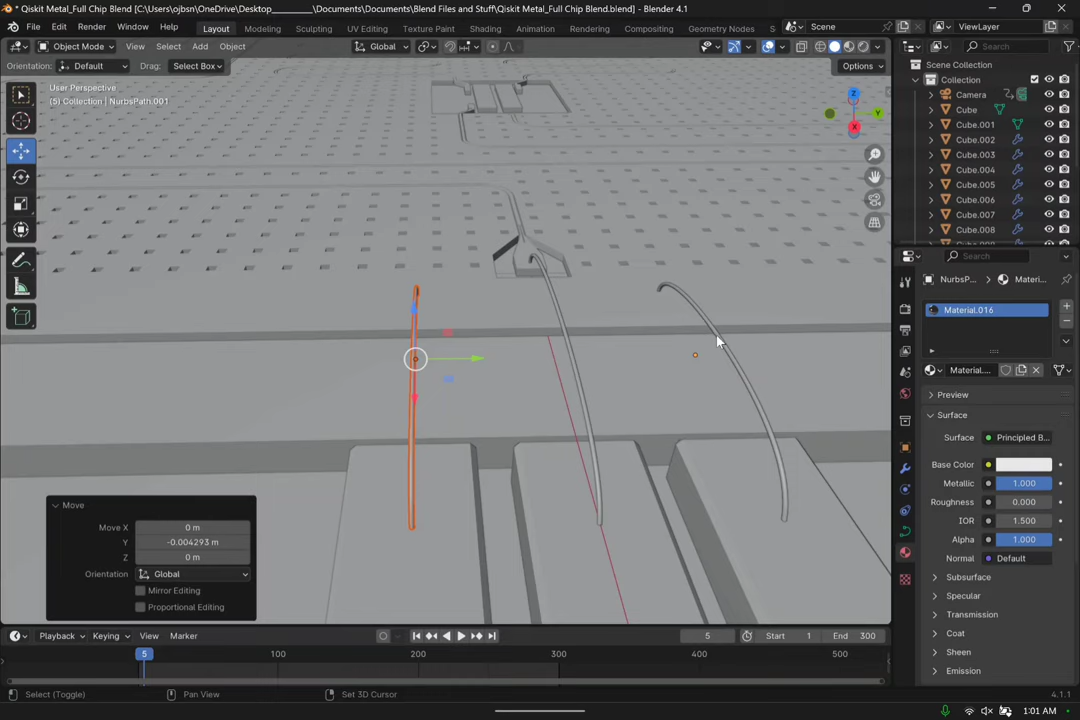 * Qiskit Metal_Full Chip Blend [C:\Users\ojbsn\OneDrive\Desktop_________\Documents\Documents\Blend Files and Stuff\Qiskit Metal_Full Chip Blend.blend] - Blender 4.1
File Edit Render Window Help Layout Modeling Sculpting UV Editing Texture Paint Shading Animation Rendering Compositing Geometry Nodes S Scene ViewLayer
Object Mode View Select Add Object Global Search
Orientation: Default Drag: Select Box Options
User Perspective
(5) Collection | NurbsPath.001
Z
Y
X
Scene Collection
Collection
Camera
Cube
Cube.001
Cube.002
Cube.003
Cube.004
Cube.005
Cube.006
Cube.007
Cube.008
Search
NurbsP... Materi...
Material.016
Material....
Preview
Surface
Surface Principled B...
Base Color
Metallic 1.000
Roughness 0.000
IOR 1.500
Alpha 1.000
Normal Default
Subsurface
Specular
Transmission
Coat
Sheen
Emission
Move
Move X 0 m
Y -0.004293 m
Z 0 m
Orientation Global
Mirror Editing
Proportional Editing
Playback Keying View Marker 5 Start 1 End 300
5 100 200 300 400 500
Select (Toggle) Pan View Set 3D Cursor 4.1.1
1:01 AM